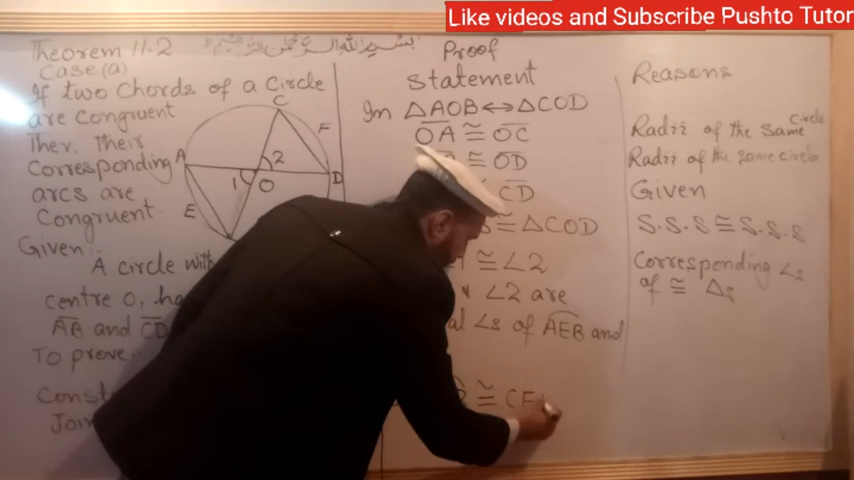 Like videos and Subscribe Pushto Tutor
بسم الله الرحمن الرحيم
Theorem 11.2
Case (a)
If two Chords of a Circle
are Congruent
Then Their
Corresponding
arcs are
Congruent.
Given:
A circle with
centre O, ha
AB and CD
To prove:
Const
Join
C
F
A
2
1
O
D
E
Proof
Statement
In △AOB ↔ △COD
OA ≅ OC
≅ OD
CD
≅ △COD
≅ ∠2
∠2 are
al ∠s of AEB and
≅ CF
Reasons
Radii of the same Circle
Radii of the same circle
Given
S.S.S ≅ S.S.S
Corresponding ∠s
of ≅ △s